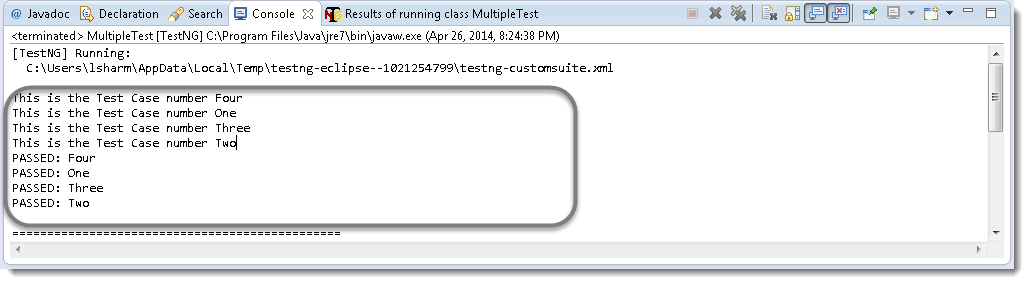 @ Javadoc Declaration Search Console Results of running class MultipleTest
<terminated> MultipleTest [TestNG] C:\Program Files\Java\jre7\bin\javaw.exe (Apr 26, 2014, 8:24:38 PM)
[TestNG] Running:
C:\Users\lsharm\AppData\Local\Temp\testng-eclipse--1021254799\testng-customsuite.xml
This is the Test Case number Four
This is the Test Case number One
This is the Test Case number Three
This is the Test Case number Two
PASSED: Four
PASSED: One
PASSED: Three
PASSED: Two
===============================================